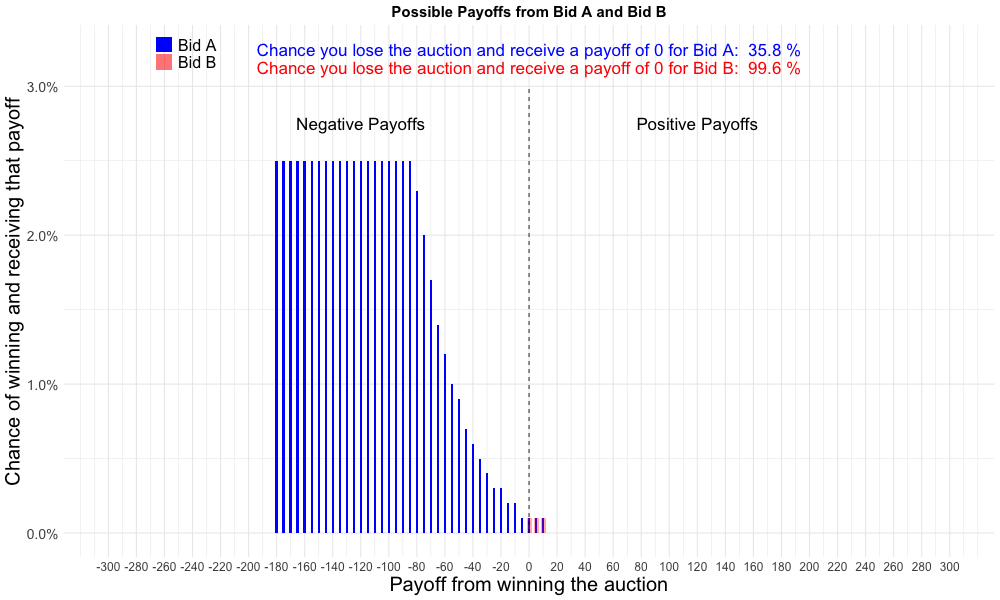 Possible Payoffs from Bid A and Bid B
Bid A
Bid B
Chance you lose the auction and receive a payoff of 0 for Bid A:  35.8 %
Chance you lose the auction and receive a payoff of 0 for Bid B:  99.6 %
Negative Payoffs
Positive Payoffs
Chance of winning and receiving that payoff
3.0%
2.0%
1.0%
0.0%
-300 -280 -260 -240 -220 -200 -180 -160 -140 -120 -100 -80 -60 -40 -20 0 20 40 60 80 100 120 140 160 180 200 220 240 260 280 300
Payoff from winning the auction